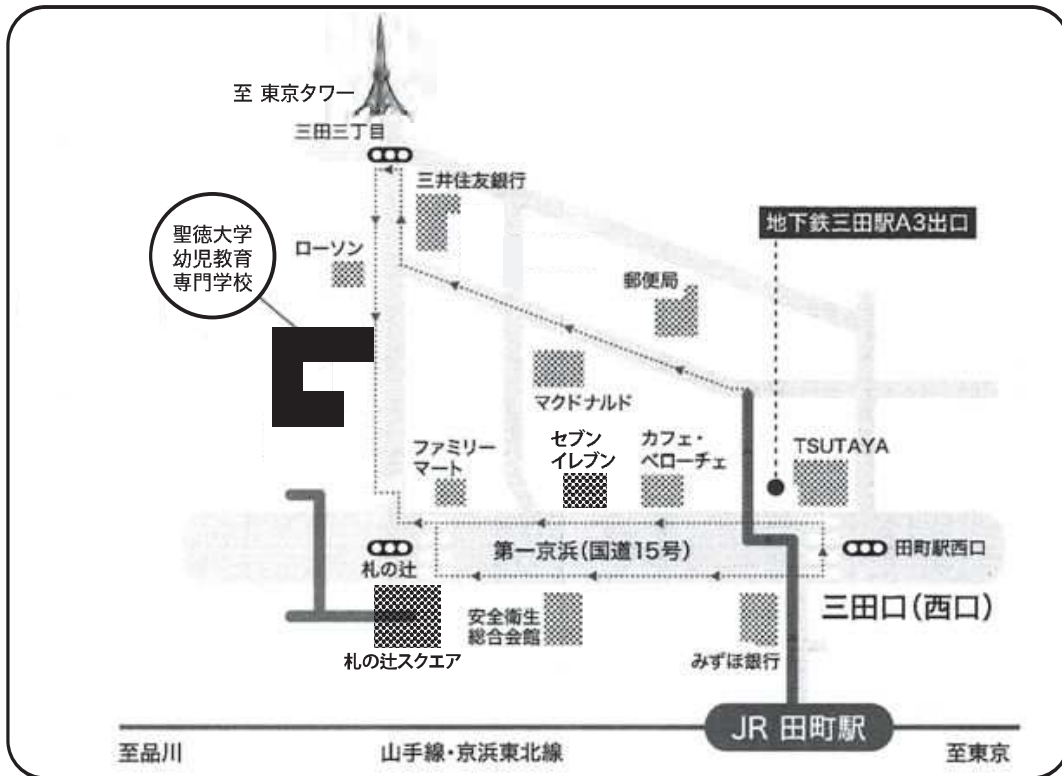 至 東京タワー
三田三丁目
三井住友銀行
地下鉄三田駅A3出口
聖徳大学
幼児教育
専門学校
ローソン
郵便局
マクドナルド
ファミリー
マート
セブン
イレブン
カフェ・
ベローチェ
TSUTAYA
第一京浜(国道15号)
田町駅西口
札の辻
三田口(西口)
安全衛生
総合会館
札の辻スクエア
みずほ銀行
JR 田町駅
至品川
山手線・京浜東北線
至東京